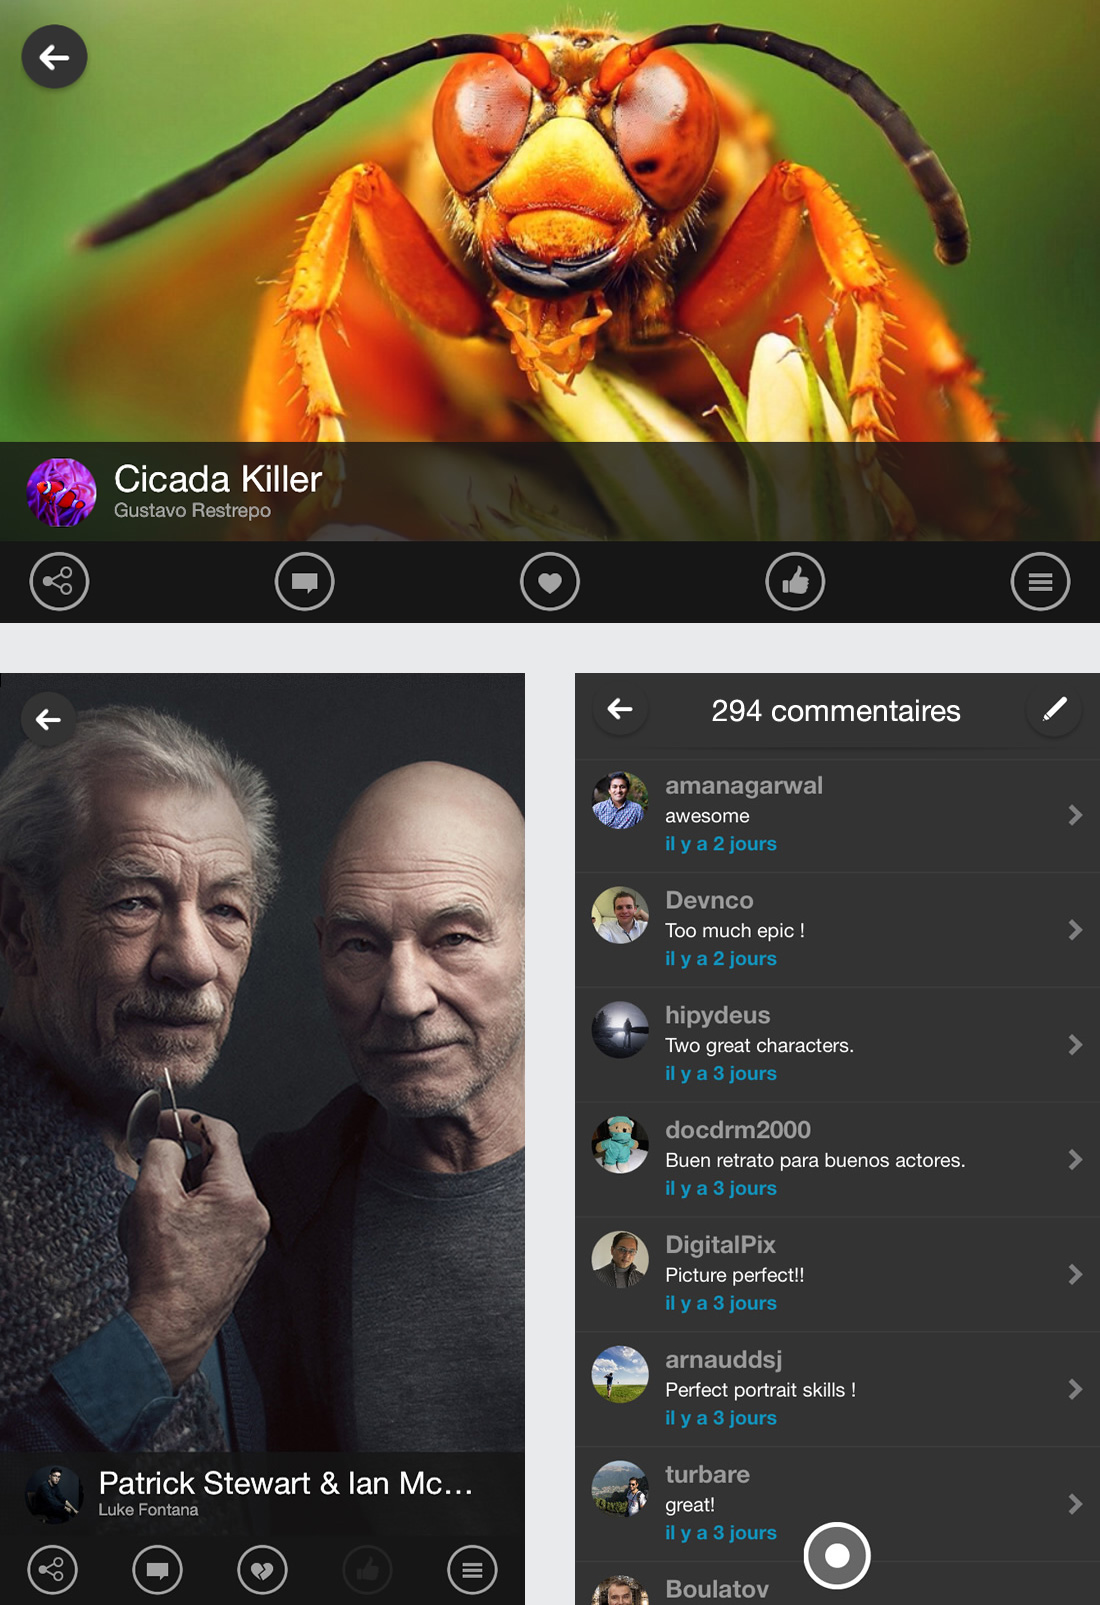 Cicada Killer
Gustavo Restrepo
Patrick Stewart & Ian Mc...
Luke Fontana
294 commentaires
amanagarwal
awesome
il y a 2 jours
Devnco
Too much epic !
il y a 2 jours
hipydeus
Two great characters.
il y a 3 jours
docdrm2000
Buen retrato para buenos actores.
il y a 3 jours
DigitalPix
Picture perfect!!
il y a 3 jours
arnauddsj
Perfect portrait skills !
il y a 3 jours
turbare
great!
il y a 3 jours
Boulatov